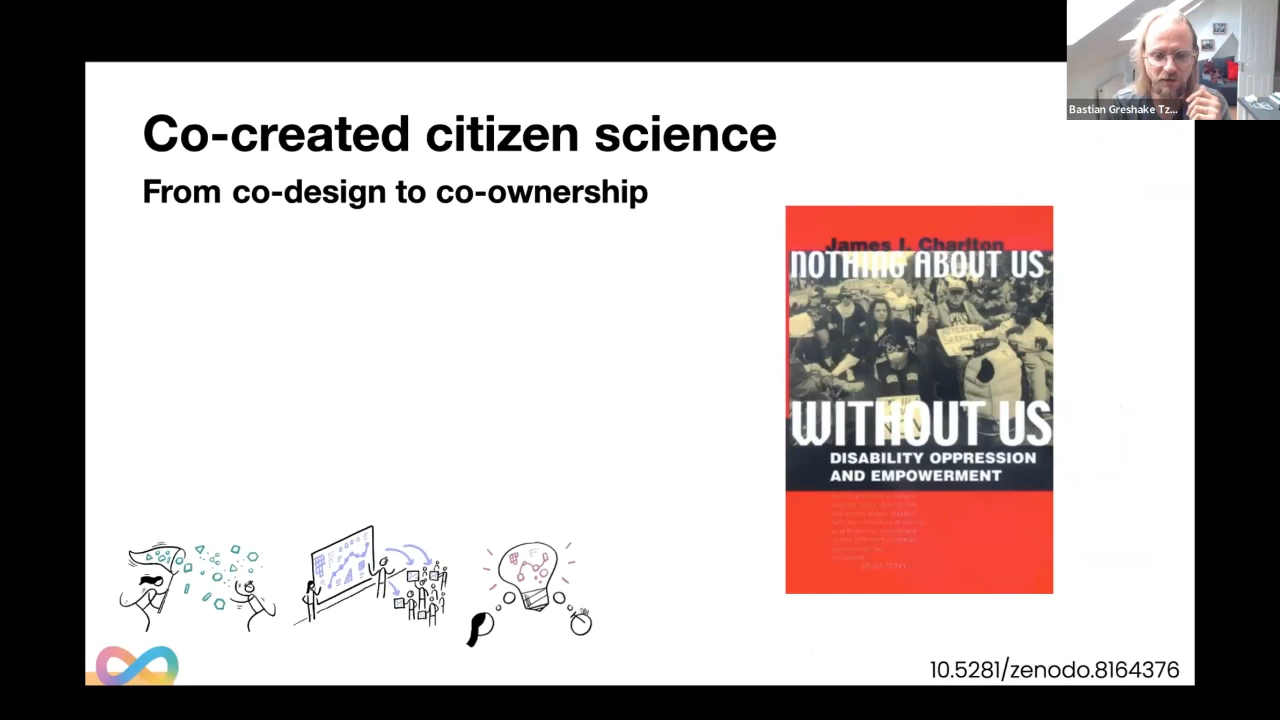 Co-created citizen science
From co-design to co-ownership
Bastian Greshake Tz...
James I. Charlton
NOTHING ABOUT US
WITHOUT US
DISABILITY OPPRESSION
AND EMPOWERMENT
10.5281/zenodo.8164376